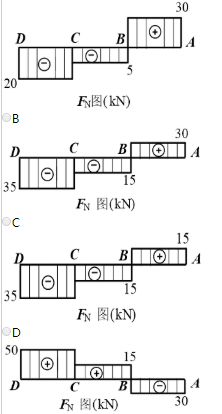 30
D C B A
⊖ ⊖ ⊕
20 5
FN图(kN)
B
30
D C B A
⊖ ⊖ ⊕
35 15
FN 图(kN)
C
15
D C B A
⊖ ⊖ ⊕
35 15
FN 图(kN)
D
50 15
⊕ ⊕ ⊖
D C B A
30
FN 图(kN)